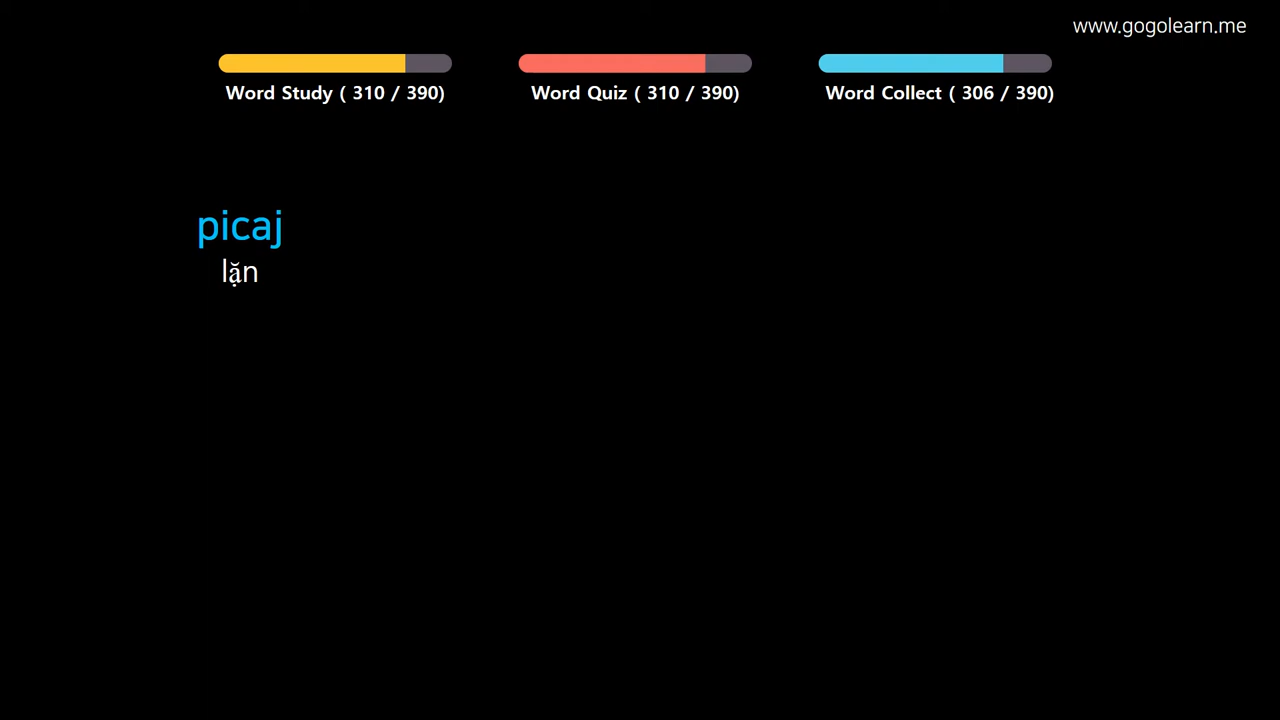 www.gogolearn.me
Word Study ( 310 / 390)
Word Quiz ( 310 / 390)
Word Collect ( 306 / 390)
picaj
lặn